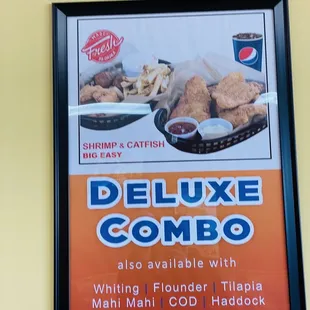 Fresh
SHRIMP & CATFISH
BIG EASY
DELUXE
COMBO
also available with
Whiting | Flounder | Tilapia
Mahi Mahi | COD | Haddock